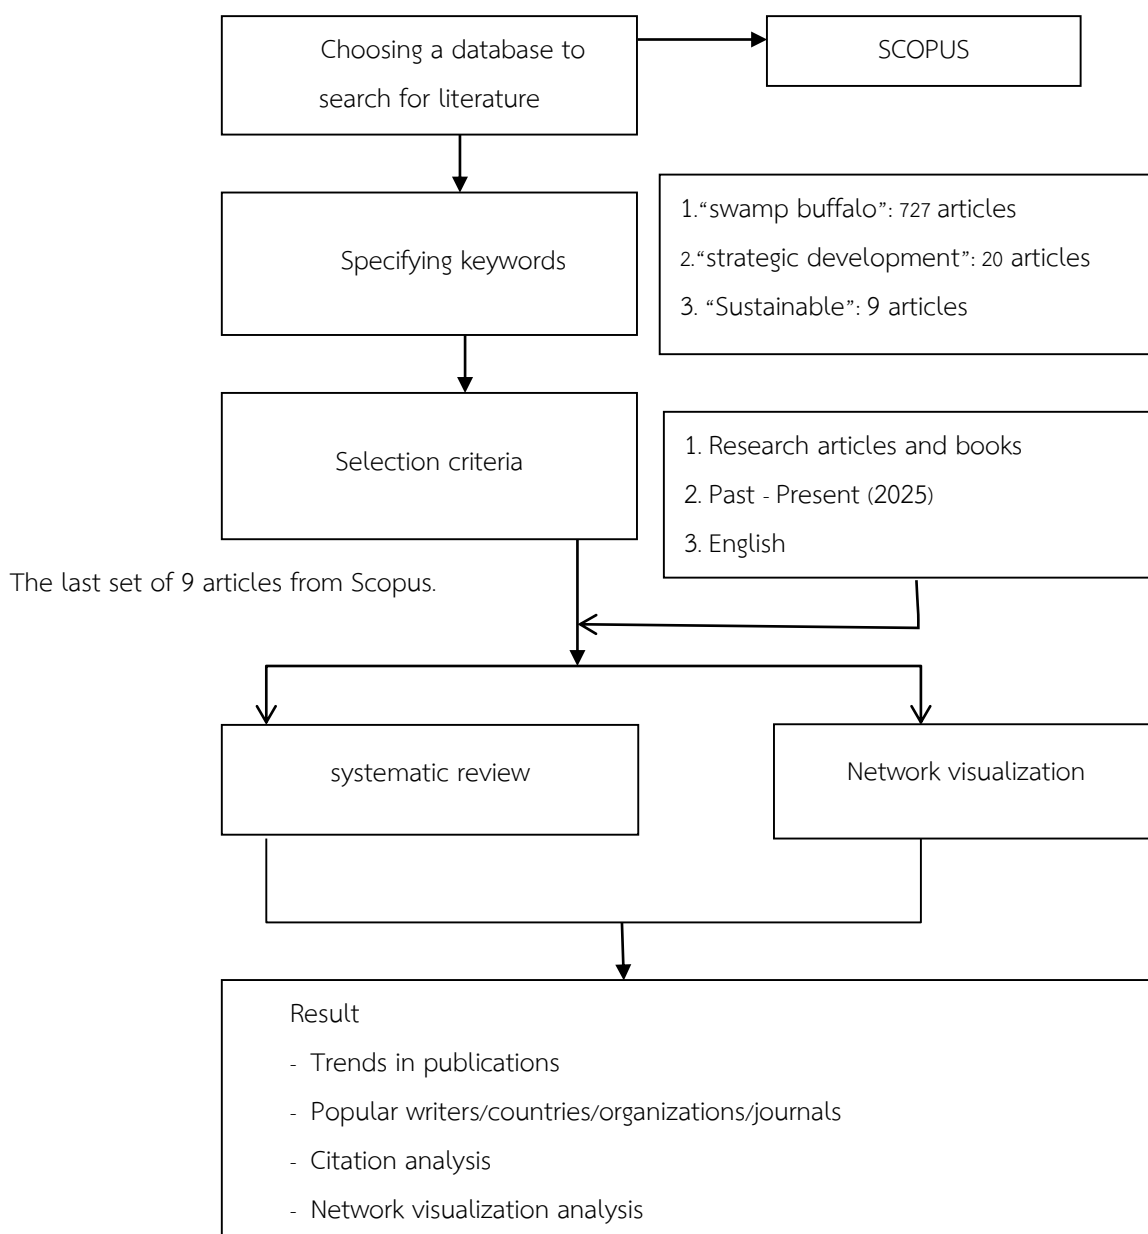 Choosing a database to
search for literature
SCOPUS
Specifying keywords
1.“swamp buffalo”: 727 articles
2.“strategic development”: 20 articles
3. “Sustainable”: 9 articles
Selection criteria
1. Research articles and books
2. Past - Present (2025)
3. English
The last set of 9 articles from Scopus.
systematic review
Network visualization
Result
- Trends in publications
- Popular writers/countries/organizations/journals
- Citation analysis
- Network visualization analysis